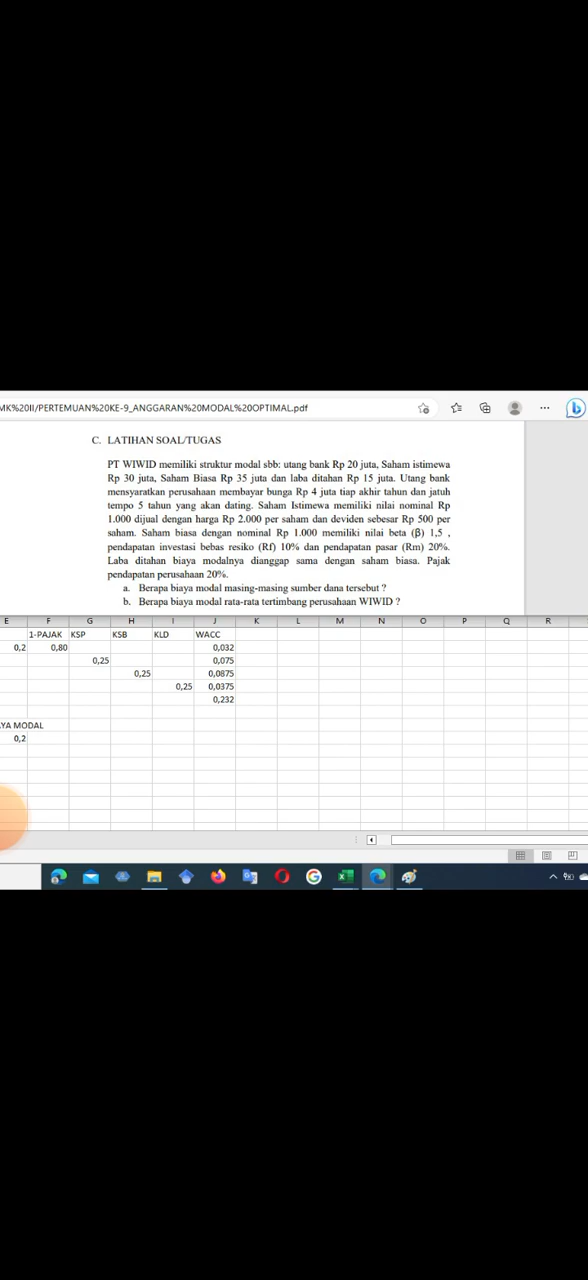 MK%20II/PERTEMUAN%20KE-9_ANGGARAN%20MODAL%20OPTIMAL.pdf
C. LATIHAN SOAL/TUGAS
PT WIWID memiliki struktur modal sbb: utang bank Rp 20 juta, Saham istimewa
Rp 30 juta, Saham Biasa Rp 35 juta dan laba ditahan Rp 15 juta. Utang bank
mensyaratkan perusahaan membayar bunga Rp 4 juta tiap akhir tahun dan jatuh
tempo 5 tahun yang akan dating. Saham Istimewa memiliki nilai nominal Rp
1.000 dijual dengan harga Rp 2.000 per saham dan deviden sebesar Rp 500 per
saham. Saham biasa dengan nominal Rp 1.000 memiliki nilai beta (β) 1,5 ,
pendapatan investasi bebas resiko (Rf) 10% dan pendapatan pasar (Rm) 20%.
Laba ditahan biaya modalnya dianggap sama dengan saham biasa. Pajak
pendapatan perusahaan 20%.
a. Berapa biaya modal masing-masing sumber dana tersebut ?
b. Berapa biaya modal rata-rata tertimbang perusahaan WIWID ?
E F G H I J K L M N O P Q R
1-PAJAK KSP KSB KLD WACC
0,2 0,80 0,032
0,25 0,075
0,25 0,0875
0,25 0,0375
0,232
YA MODAL
0,2